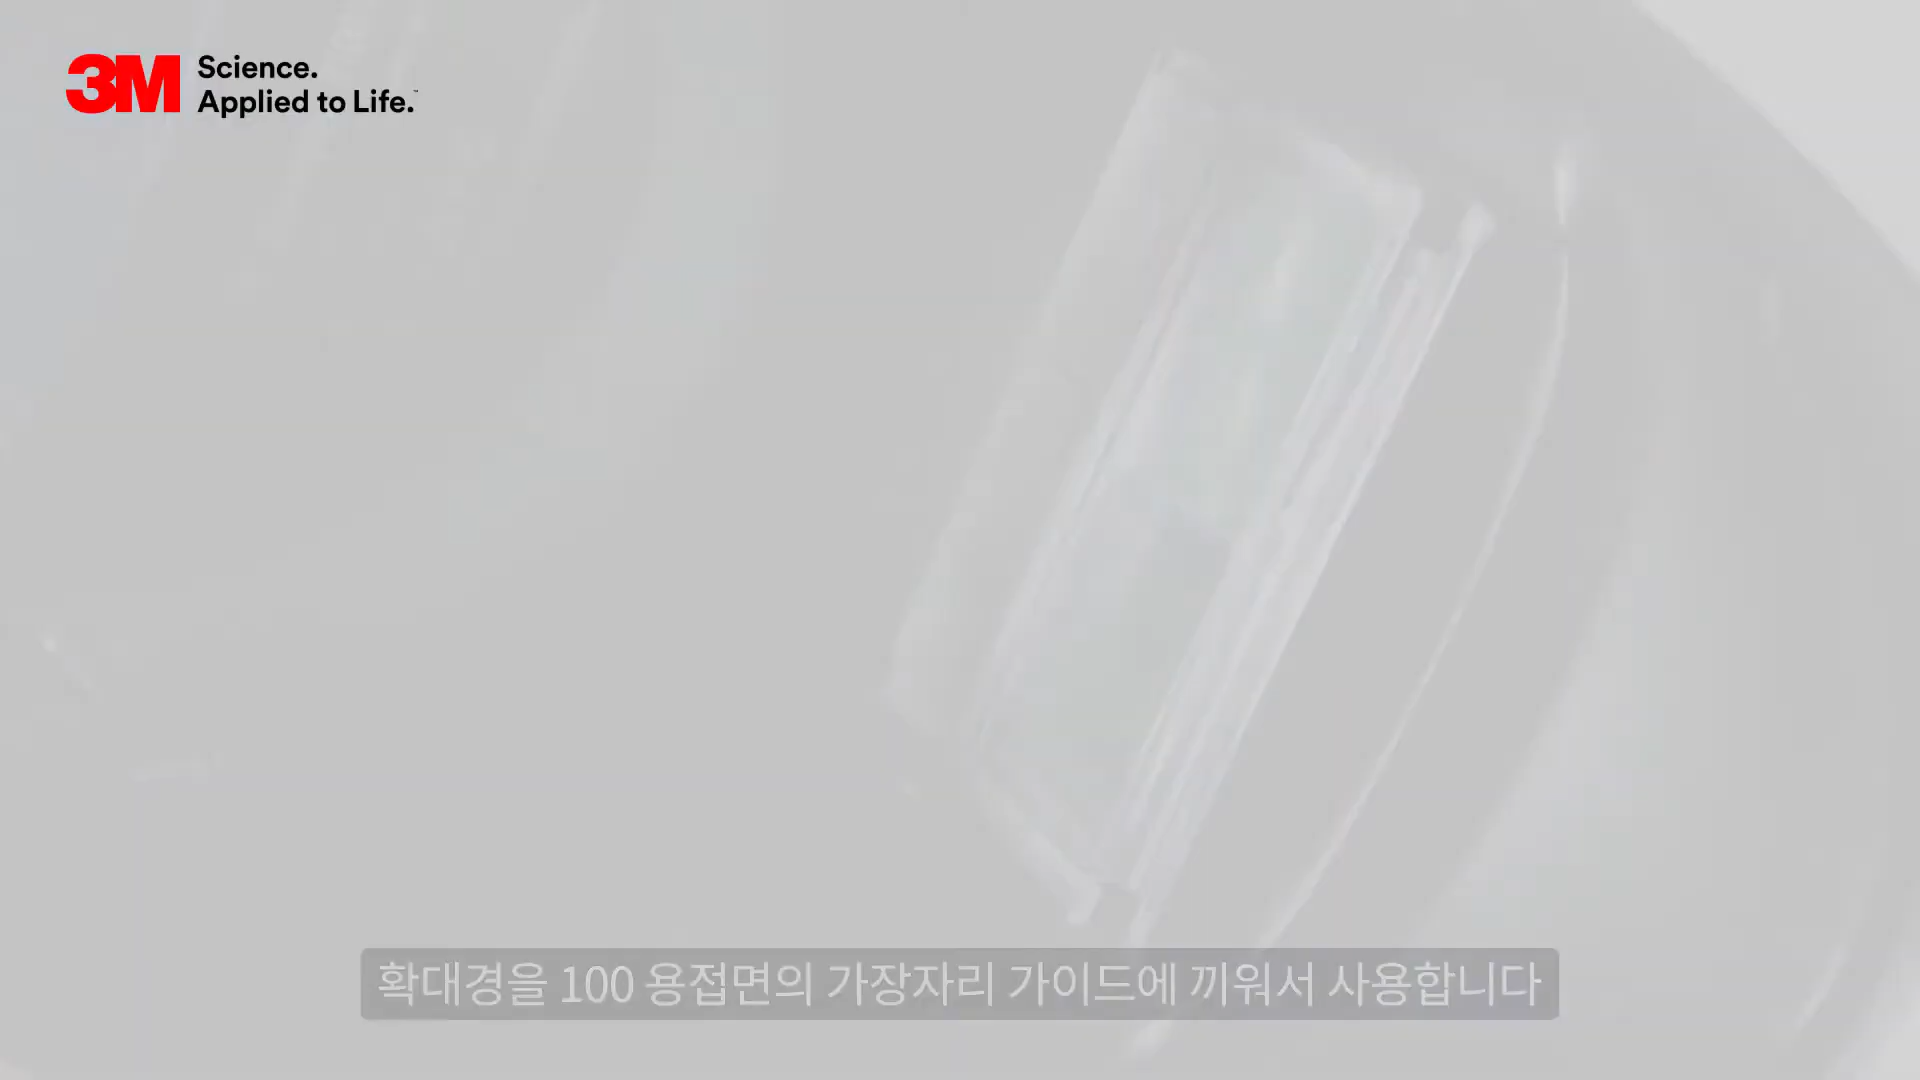 3M Science.
Applied to Life.™
확대경을 100 용접면의 가장자리 가이드에 끼워서 사용합니다